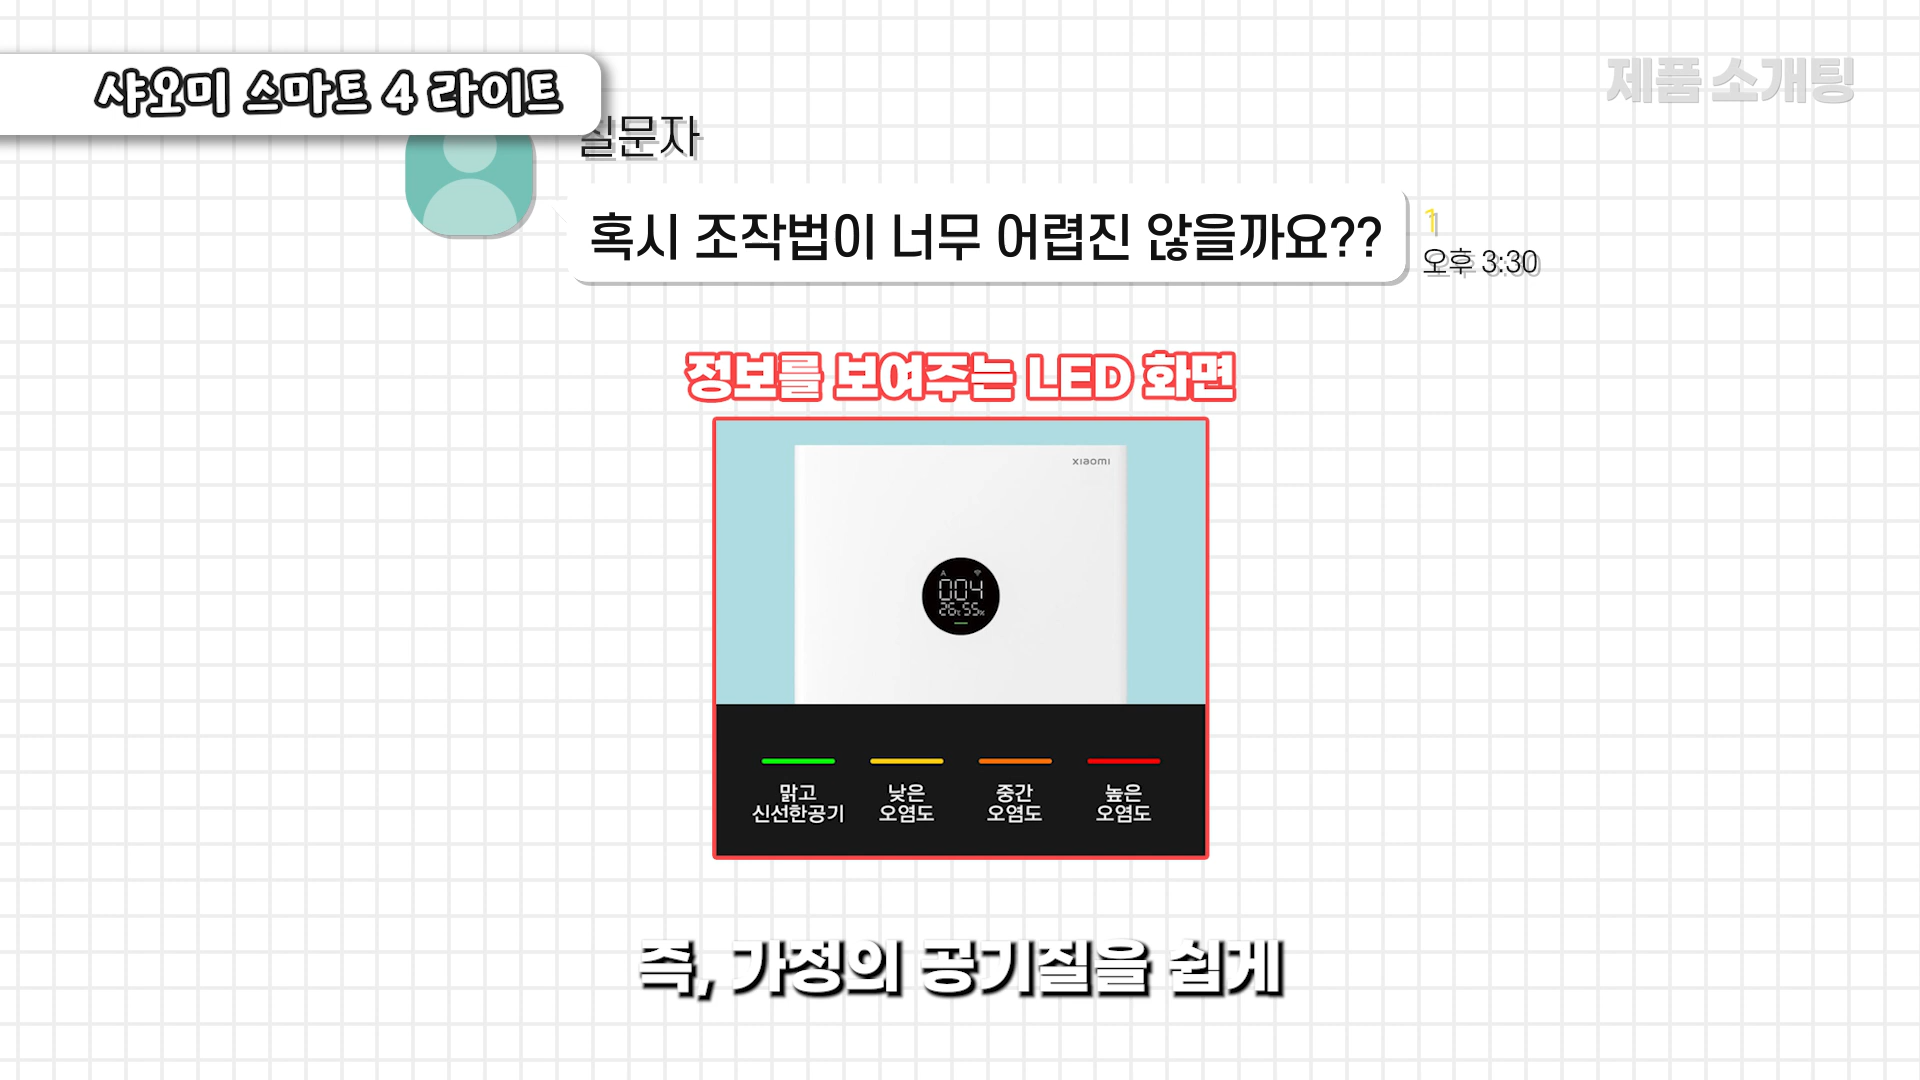 샤오미 스마트 4 라이트
제품 소개팅
질문자
혹시 조작법이 너무 어렵진 않을까요??
1
오후 3:30
정보를 보여주는 LED 화면
xiaomi
A
004
26℃ 55%
맑고
신선한공기
낮은
오염도
중간
오염도
높은
오염도
즉, 가정의 공기질을 쉽게